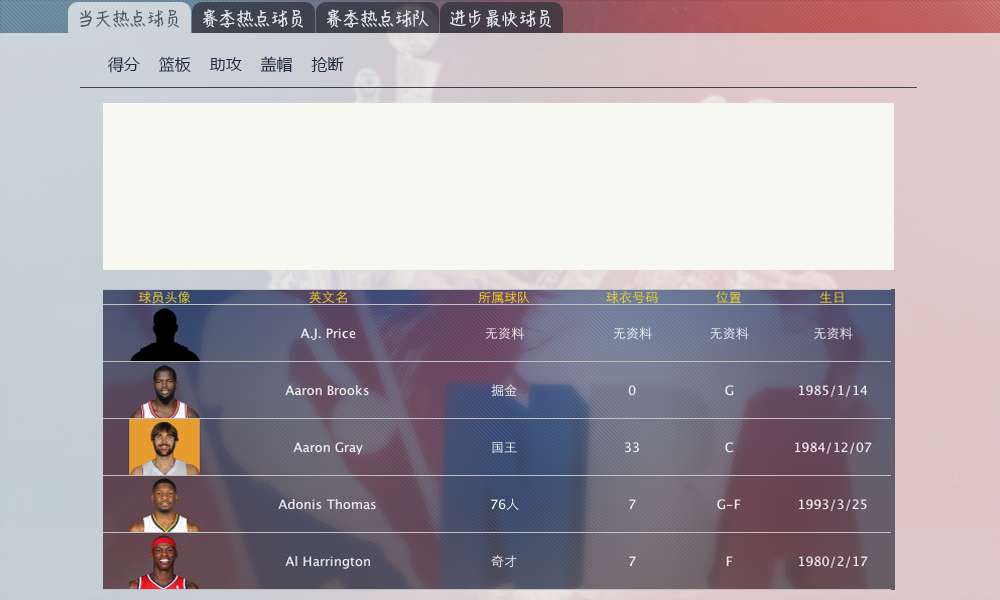 当天热点球员 赛季热点球员 赛季热点球队 进步最快球员
得分 篮板 助攻 盖帽 抢断
球员头像 英文名 所属球队 球衣号码 位置 生日
A.J. Price 无资料 无资料 无资料 无资料
Aaron Brooks 掘金 0 G 1985/1/14
Aaron Gray 国王 33 C 1984/12/07
Adonis Thomas 76人 7 G-F 1993/3/25
Al Harrington 奇才 7 F 1980/2/17